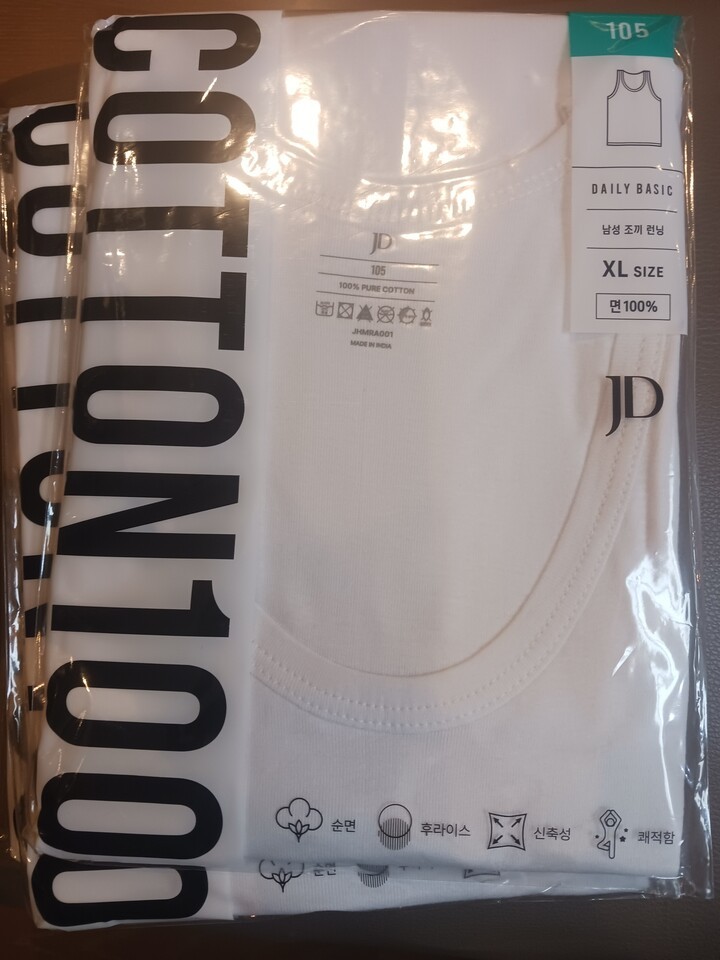 COTTON100
105
DAILY BASIC
남성 조끼 런닝
XL SIZE
면100%
JD
JD
105
100% PURE COTTON
JHMRA001
MADE IN INDIA
순면
후라이스
신축성
쾌적함
순면